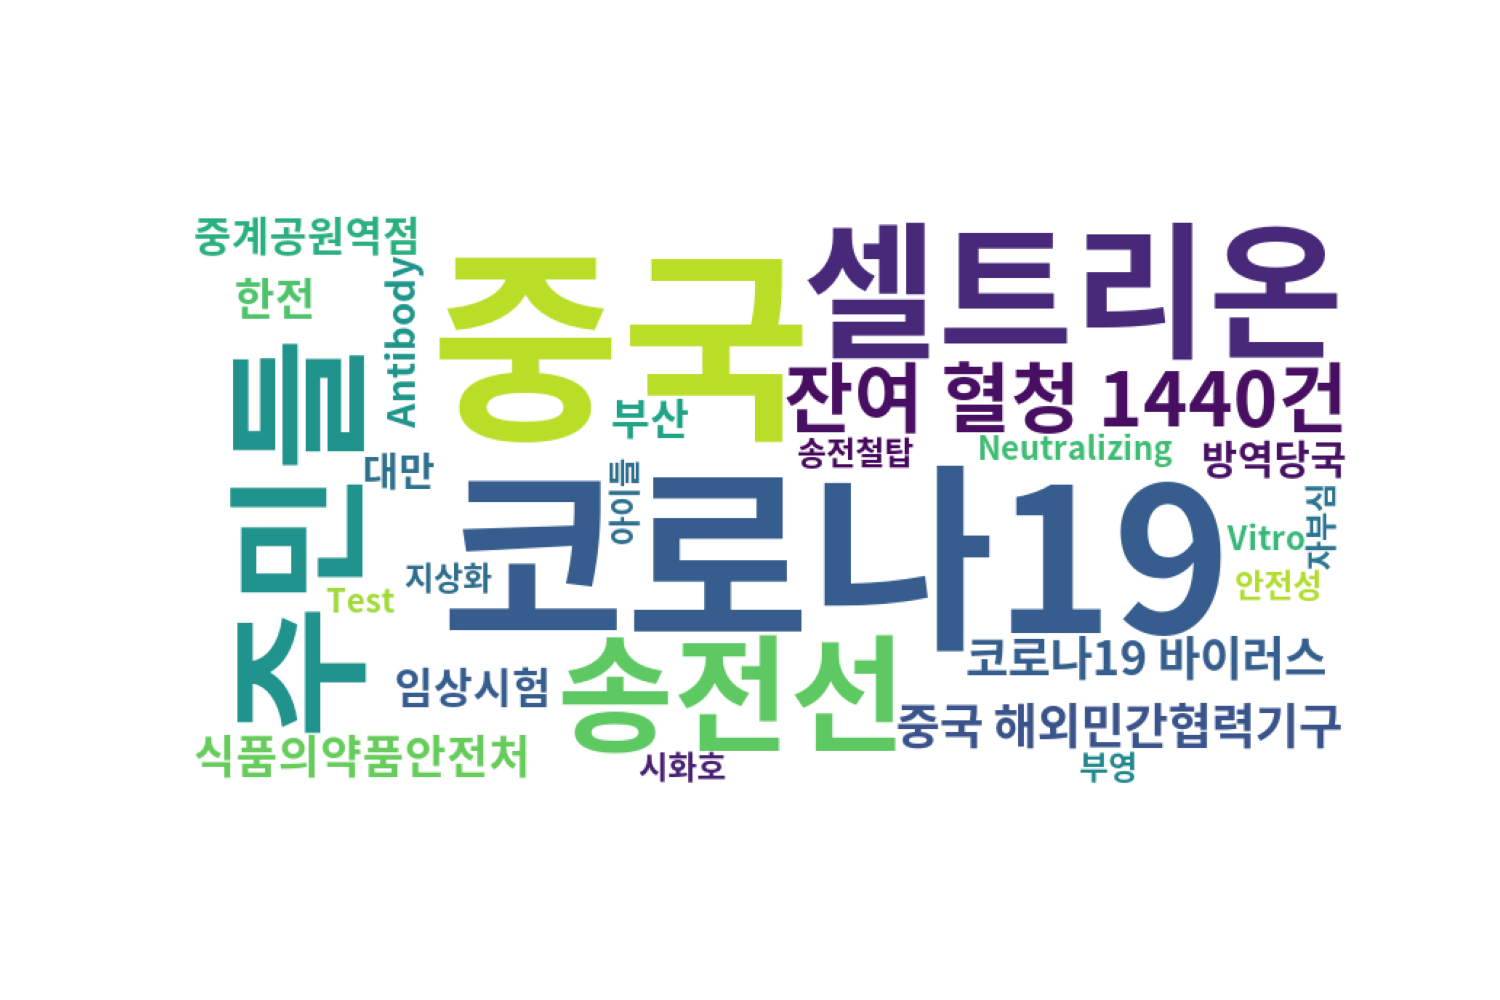 중계공원역점
한전
Antibody
중국
셀트리온
잔여 혈청 1440건
부산
송전철탑
Neutralizing
방역당국
주민들
대만
아이들
코로나19
자부심
Vitro
안전성
지상화
Test
임상시험
송전선
코로나19 바이러스
중국 해외민간협력기구
식품의약품안전처
시화호
부영